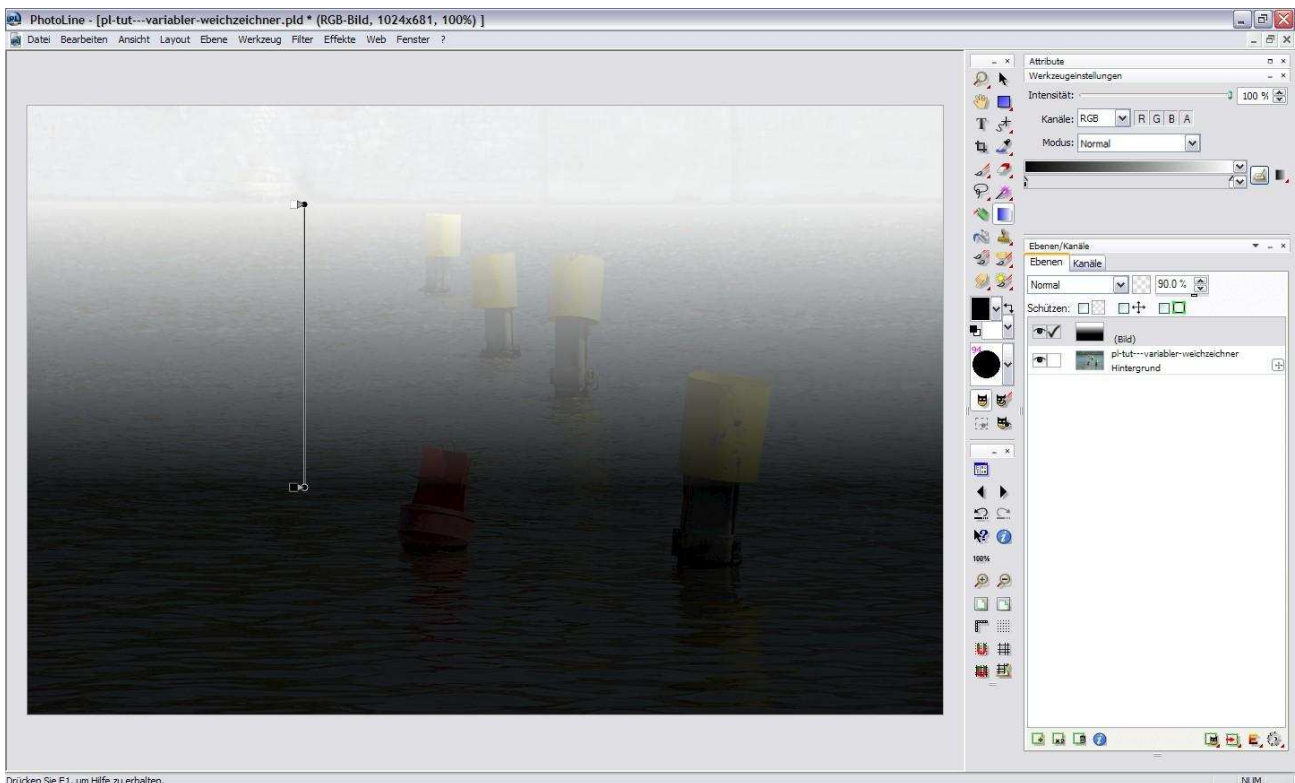 PhotoLine - [pl-tut---variabler-weichzeichner.pld * (RGB-Bild, 1024x681, 100%) ]
Datei Bearbeiten Ansicht Layout Ebene Werkzeug Filter Effekte Web Fenster ?
Attribute
Werkzeugeinstellungen
Intensität: 100 %
Kanäle: RGB R G B A
Modus: Normal
Ebenen/Kanäle
Ebenen Kanäle
Normal 90.0 %
Schützen:
(Bild)
pl-tut---variabler-weichzeichner
Hintergrund
94
100%
Drücken Sie F1, um Hilfe zu erhalten.
NUM